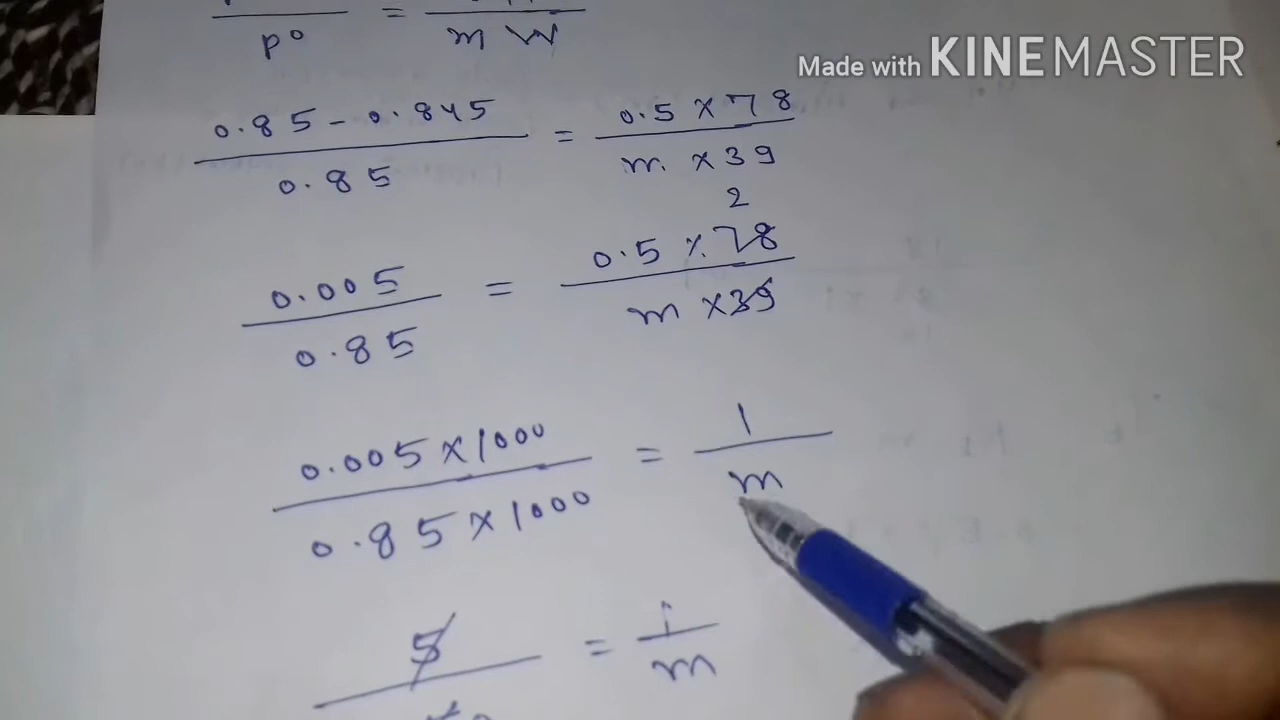 p° = m W
Made with KINEMASTER
0.85 - 0.845 = 0.5 × 78
0.85 m × 39
2
0.005 = 0.5 × 78
0.85 m × 39
0.005 × 1000 = 1
0.85 × 1000 m
5 = 1
m